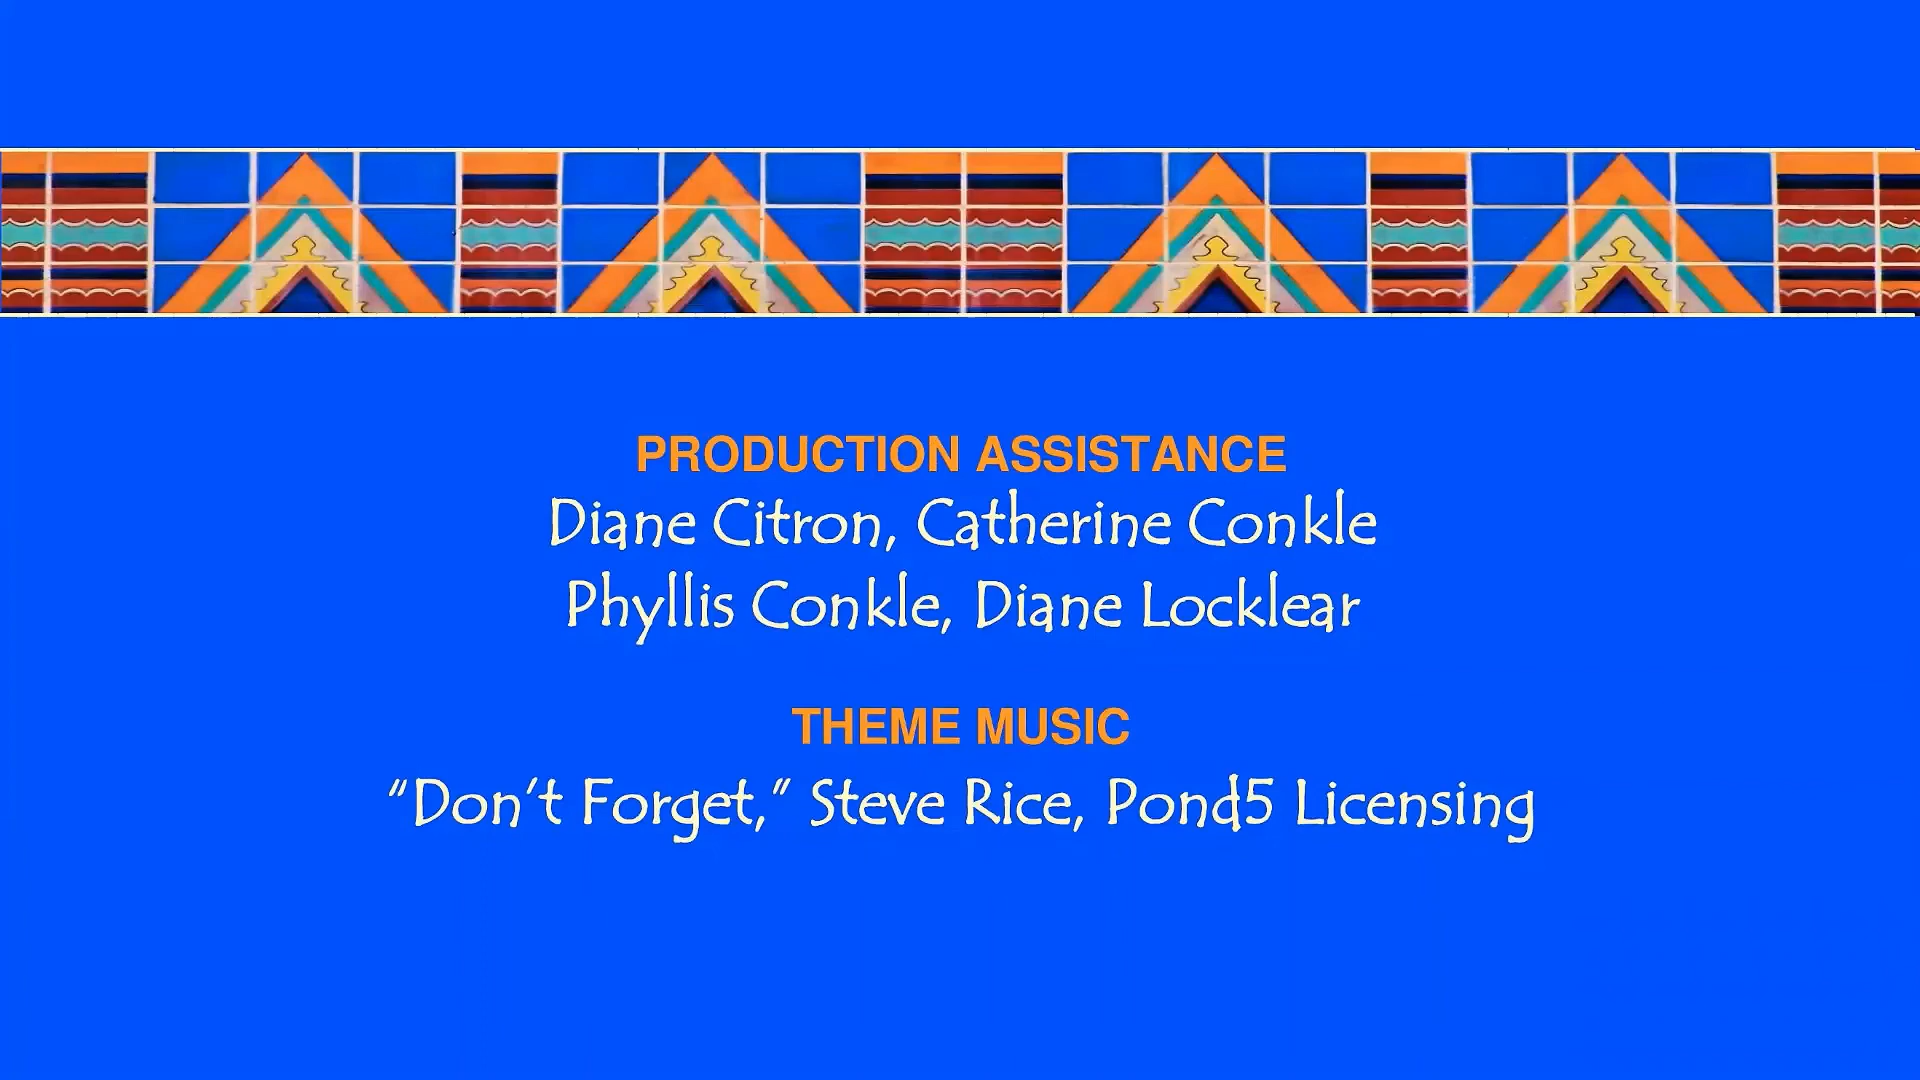 PRODUCTION ASSISTANCE
Diane Citron, Catherine Conkle
Phyllis Conkle, Diane Locklear
THEME MUSIC
“Don’t Forget,” Steve Rice, Pond5 Licensing